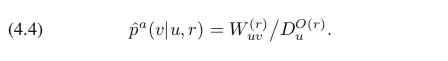 (4.4) p̂ᵃ(v|u, r) = W_{uv}^{(r)} / D_u^{O(r)}.